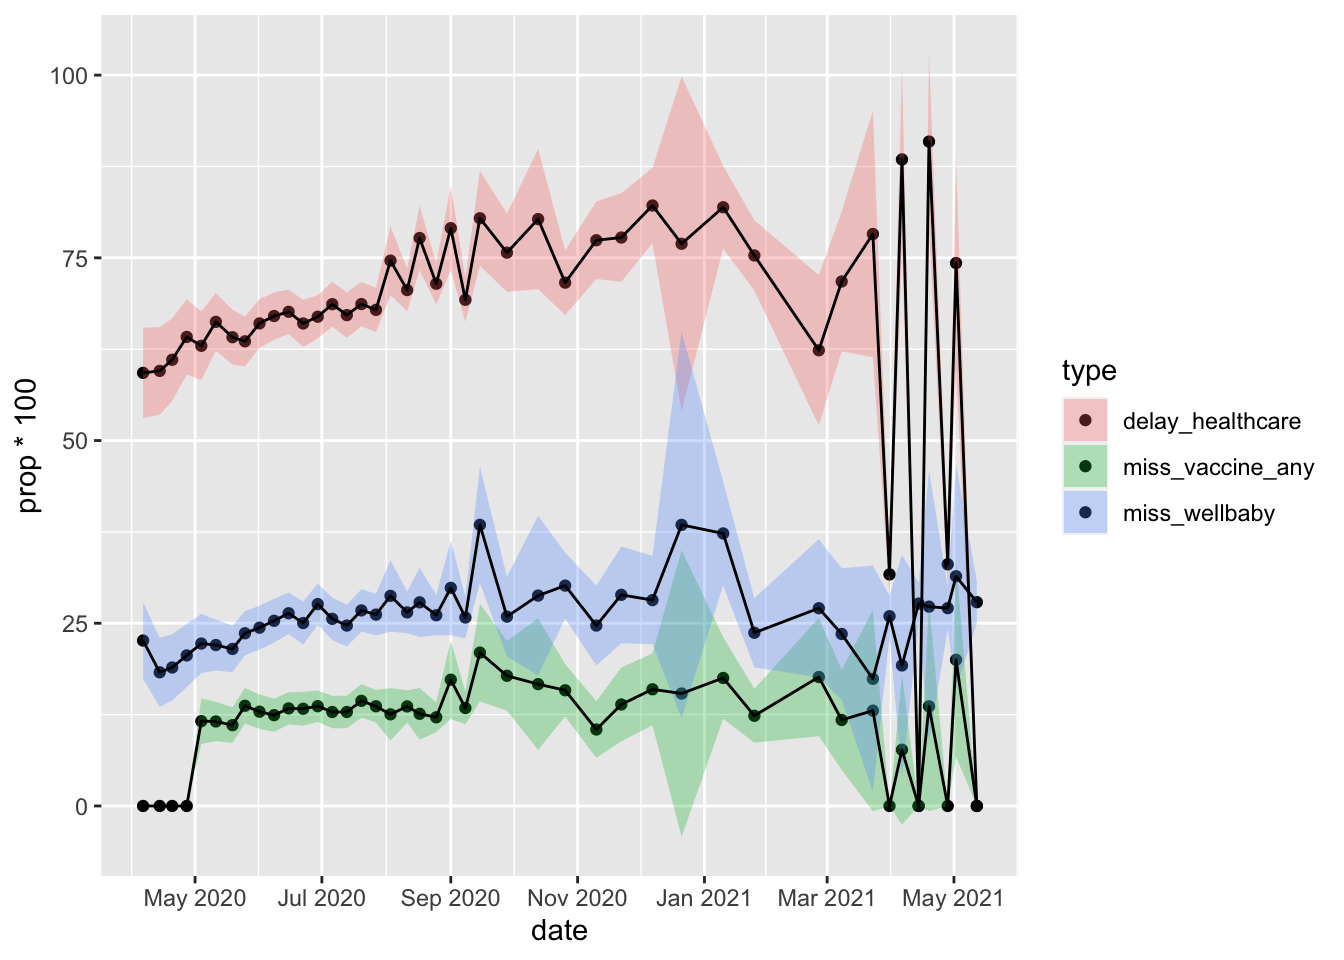 100
75
50
25
0
prop * 100
May 2020 Jul 2020 Sep 2020 Nov 2020 Jan 2021 Mar 2021 May 2021
date
type
delay_healthcare
miss_vaccine_any
miss_wellbaby